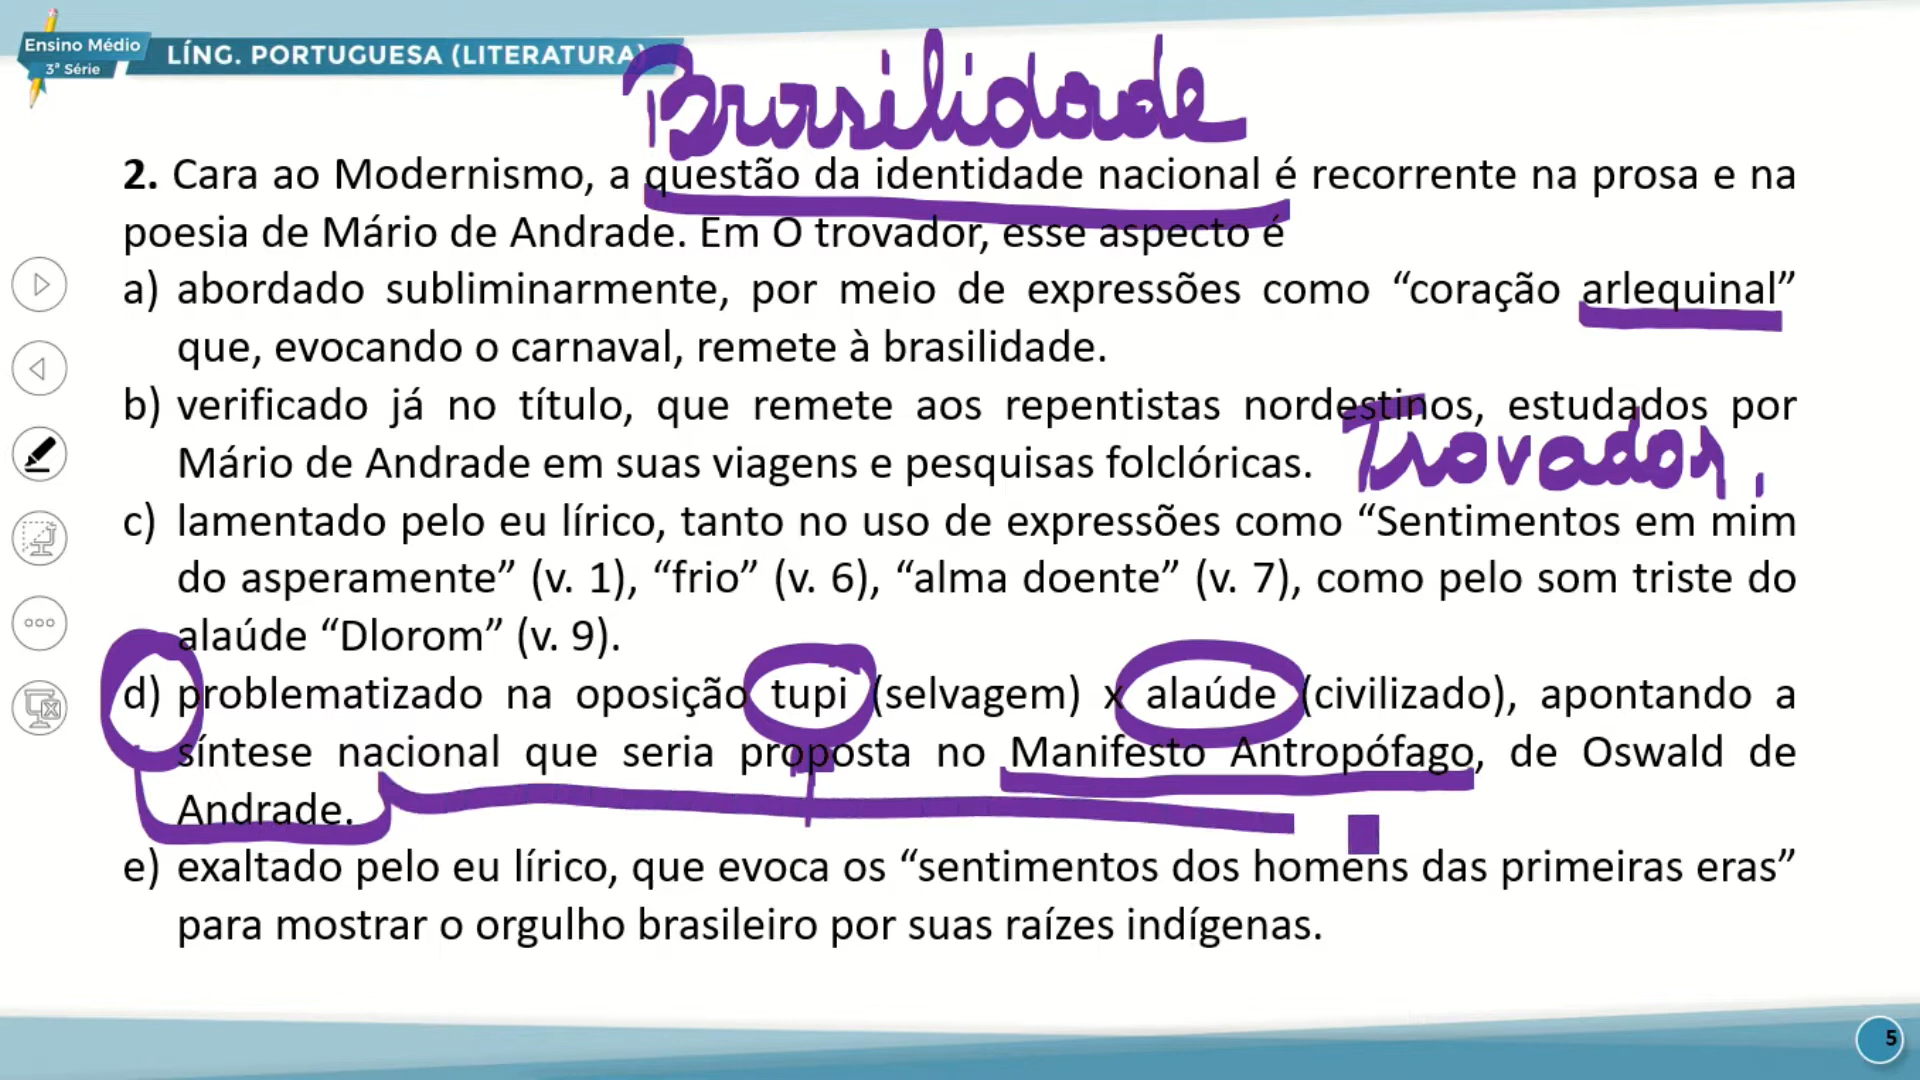 Ensino Médio
3ª Série
LÍNG. PORTUGUESA (LITERATURA)
Brasilidade
2. Cara ao Modernismo, a questão da identidade nacional é recorrente na prosa e na
poesia de Mário de Andrade. Em O trovador, esse aspecto é
a) abordado subliminarmente, por meio de expressões como “coração arlequinal”
que, evocando o carnaval, remete à brasilidade.
b) verificado já no título, que remete aos repentistas nordestinos, estudados por
Mário de Andrade em suas viagens e pesquisas folclóricas.
Trovador
c) lamentado pelo eu lírico, tanto no uso de expressões como “Sentimentos em mim
do asperamente” (v. 1), “frio” (v. 6), “alma doente” (v. 7), como pelo som triste do
alaúde “Dlorom” (v. 9).
d) problematizado na oposição tupi (selvagem) x alaúde (civilizado), apontando a
síntese nacional que seria proposta no Manifesto Antropófago, de Oswald de
Andrade.
e) exaltado pelo eu lírico, que evoca os “sentimentos dos homens das primeiras eras”
para mostrar o orgulho brasileiro por suas raízes indígenas.
5